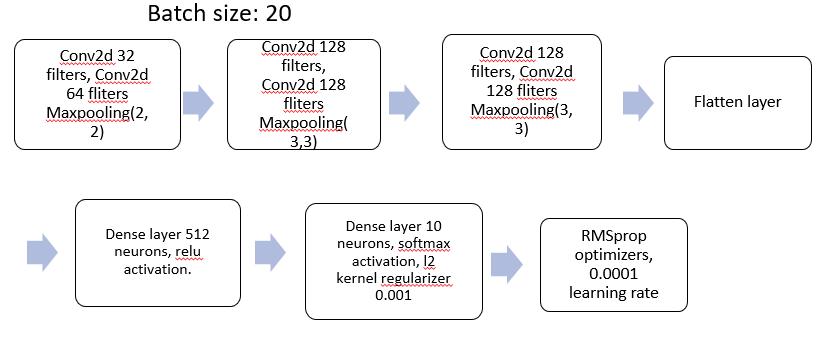 Batch size: 20
Conv2d 32
filters, Conv2d
64 fliters
Maxpooling(2,
2)
Conv2d 128
filters,
Conv2d 128
fliters
Maxpooling(
3,3)
Conv2d 128
filters, Conv2d
128 fliters
Maxpooling(3,
3)
Flatten layer
Dense layer 512
neurons, relu
activation.
Dense layer 10
neurons, softmax
activation, l2
kernel regularizer
0.001
RMSprop
optimizers,
0.0001
learning rate